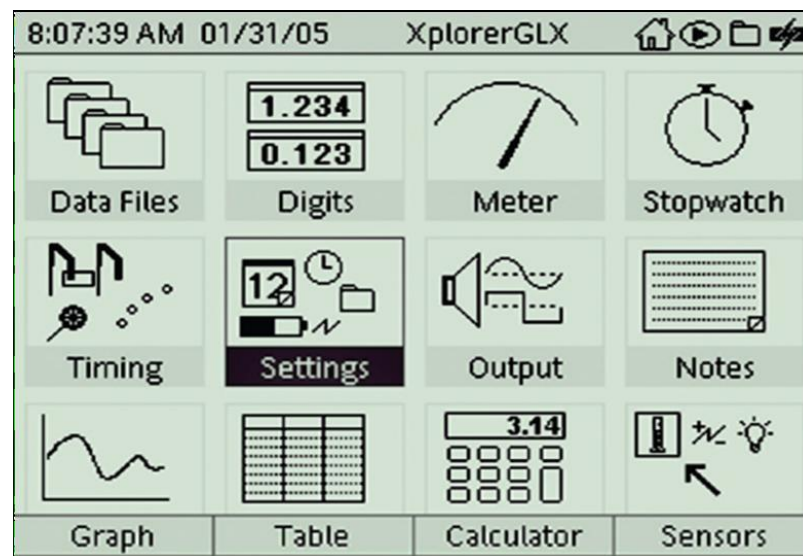 8:07:39 AM 01/31/05 XplorerGLX
1.234
0.123
Data Files Digits Meter Stopwatch
12
Timing Settings Output Notes
3.14
Graph Table Calculator Sensors